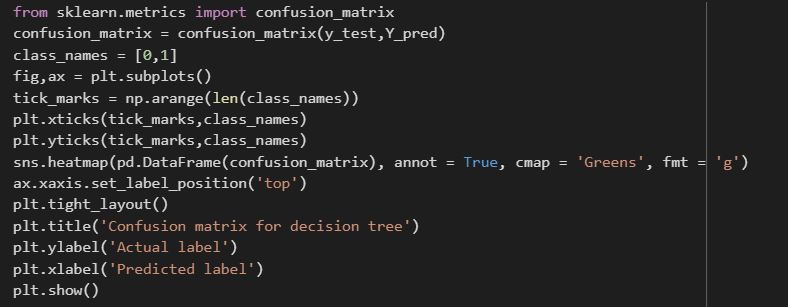 from sklearn.metrics import confusion_matrix
confusion_matrix = confusion_matrix(y_test,Y_pred)
class_names = [0,1]
fig,ax = plt.subplots()
tick_marks = np.arange(len(class_names))
plt.xticks(tick_marks,class_names)
plt.yticks(tick_marks,class_names)
sns.heatmap(pd.DataFrame(confusion_matrix), annot = True, cmap = 'Greens', fmt = 'g')
ax.xaxis.set_label_position('top')
plt.tight_layout()
plt.title('Confusion matrix for decision tree')
plt.ylabel('Actual label')
plt.xlabel('Predicted label')
plt.show()